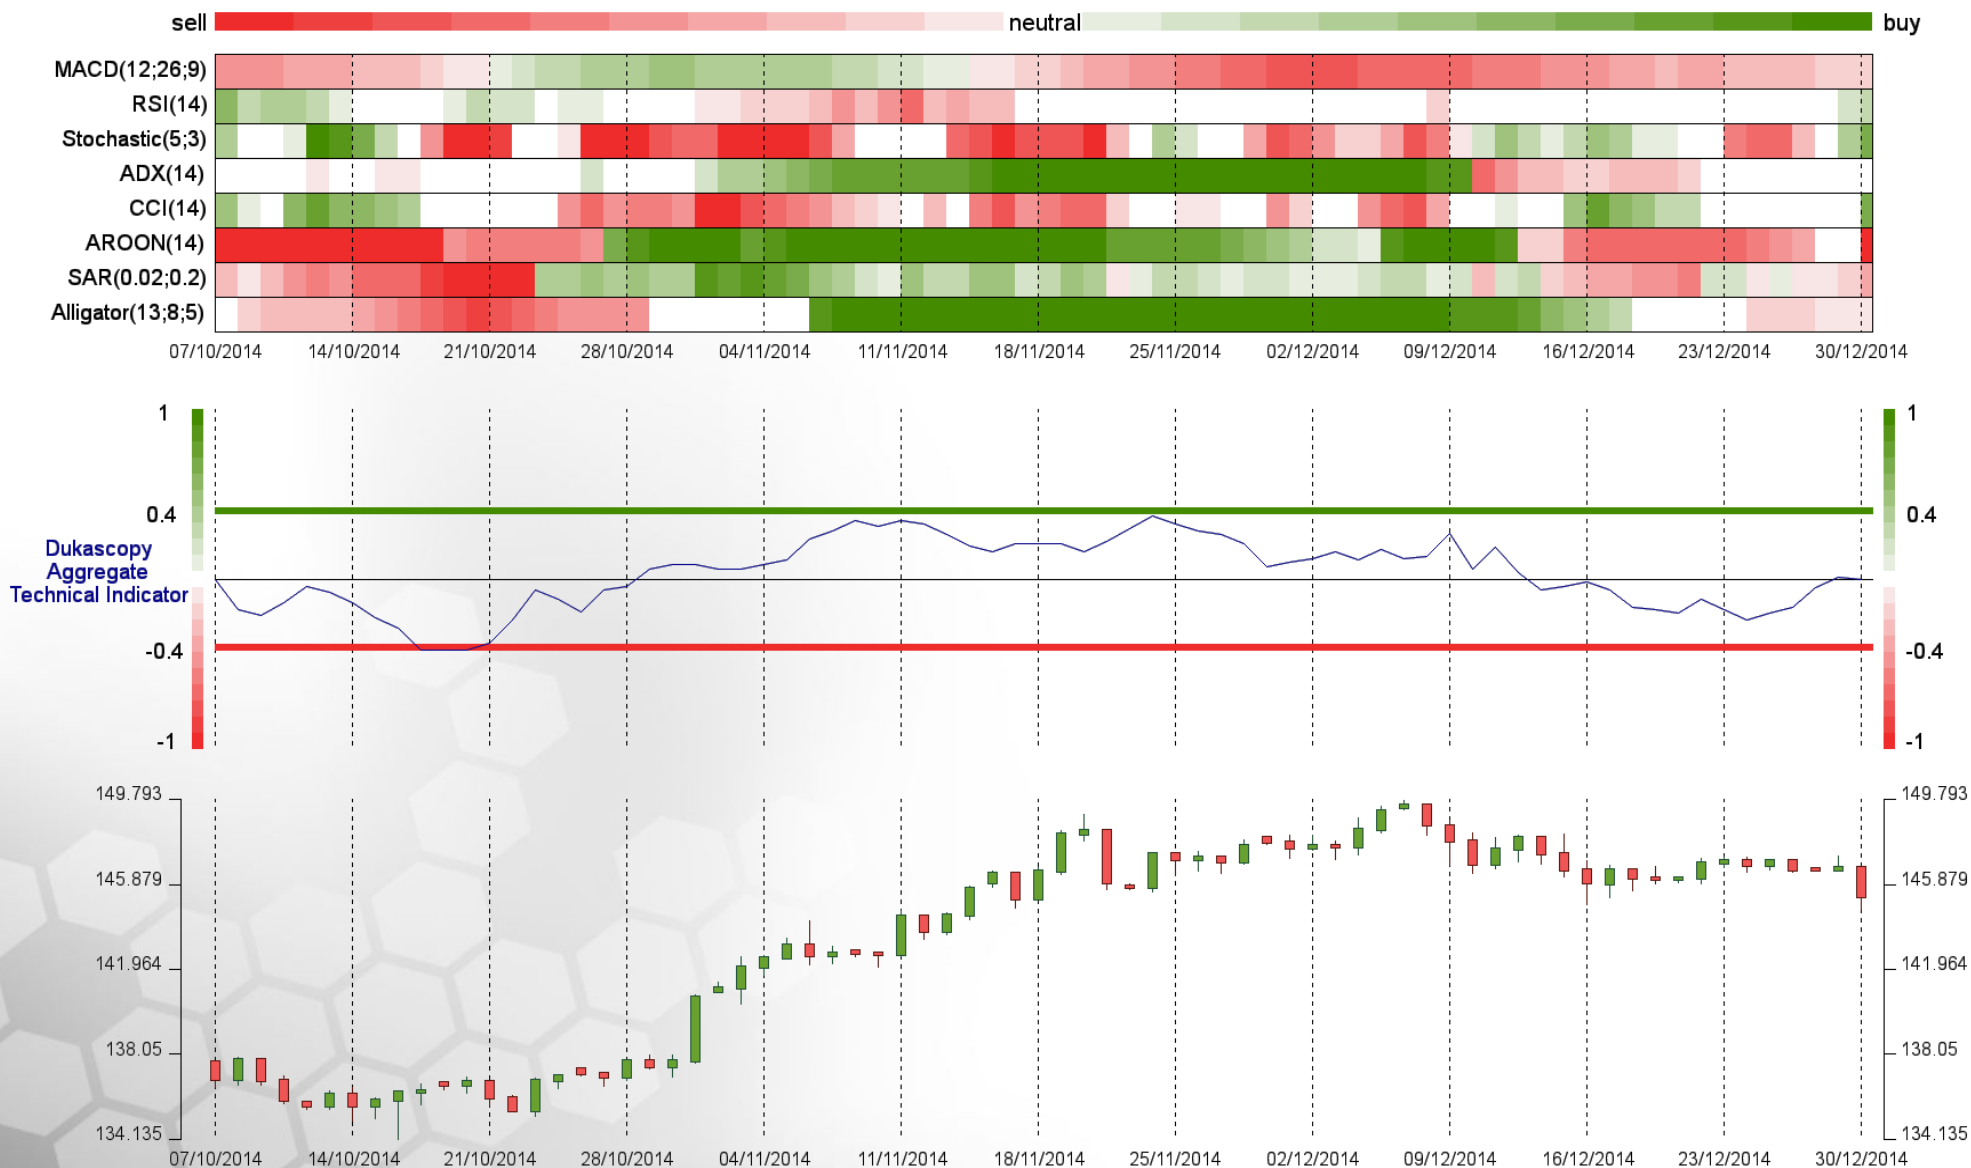 sell neutral buy
MACD(12;26;9)
RSI(14)
Stochastic(5;3)
ADX(14)
CCI(14)
AROON(14)
SAR(0.02;0.2)
Alligator(13;8;5)
07/10/2014 14/10/2014 21/10/2014 28/10/2014 04/11/2014 11/11/2014 18/11/2014 25/11/2014 02/12/2014 09/12/2014 16/12/2014 23/12/2014 30/12/2014
1 1
0.4 0.4
Dukascopy
Aggregate
Technical Indicator
-0.4 -0.4
-1 -1
149.793 149.793
145.879 145.879
141.964 141.964
138.05 138.05
134.135 134.135
07/10/2014 14/10/2014 21/10/2014 28/10/2014 04/11/2014 11/11/2014 18/11/2014 25/11/2014 02/12/2014 09/12/2014 16/12/2014 23/12/2014 30/12/2014